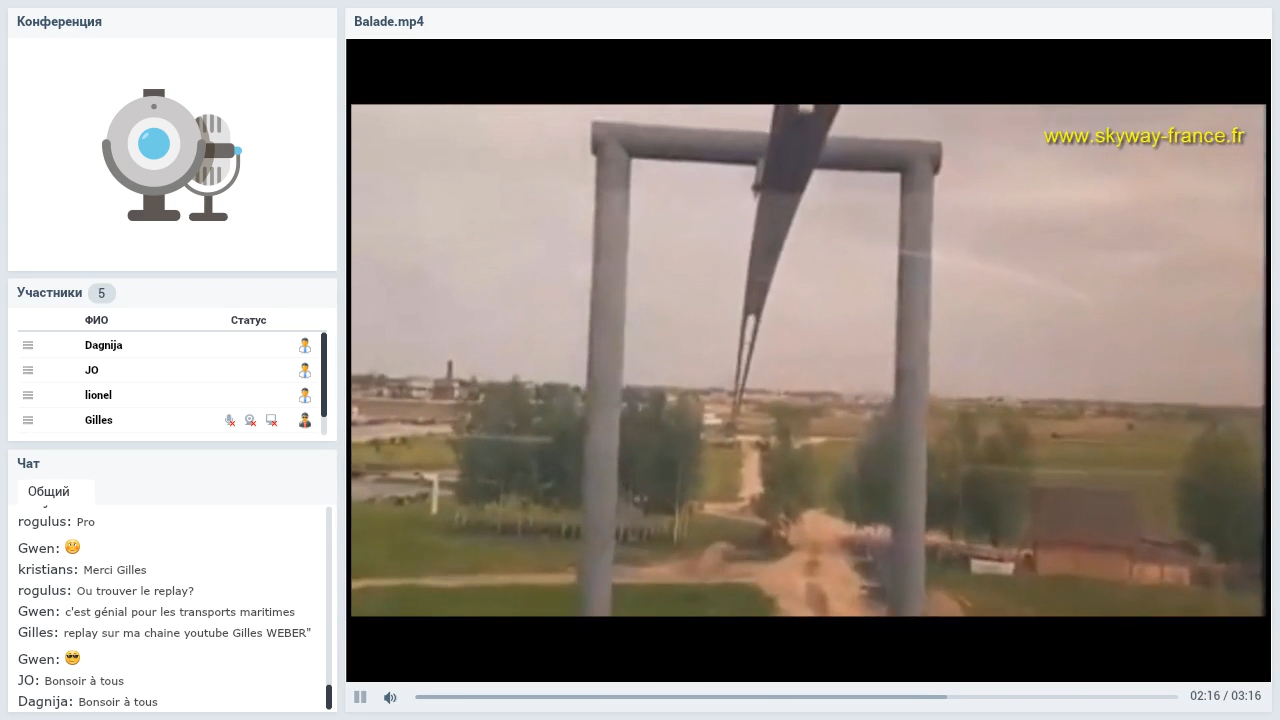 Конференция
Balade.mp4
www.skyway-france.fr
Участники 5
ФИО Статус
Dagnija
JO
lionel
Gilles
Чат
Общий
rogulus: Pro
Gwen:
kristians: Merci Gilles
rogulus: Ou trouver le replay?
Gwen: c'est génial pour les transports maritimes
Gilles: replay sur ma chaine youtube Gilles WEBER"
Gwen:
JO: Bonsoir à tous
Dagnija: Bonsoir à tous
02:16 / 03:16